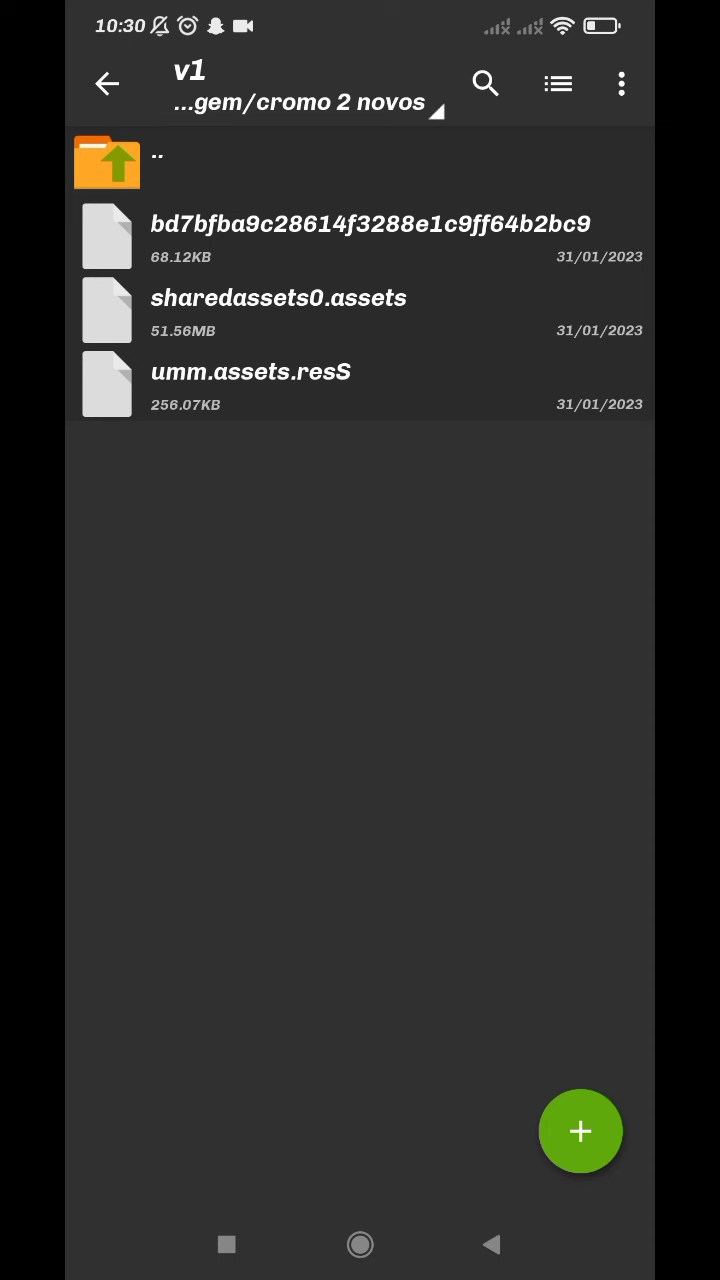 10:30
v1
...gem/cromo 2 novos
..
bd7bfba9c28614f3288e1c9ff64b2bc9
68.12KB 31/01/2023
sharedassets0.assets
51.56MB 31/01/2023
umm.assets.resS
256.07KB 31/01/2023